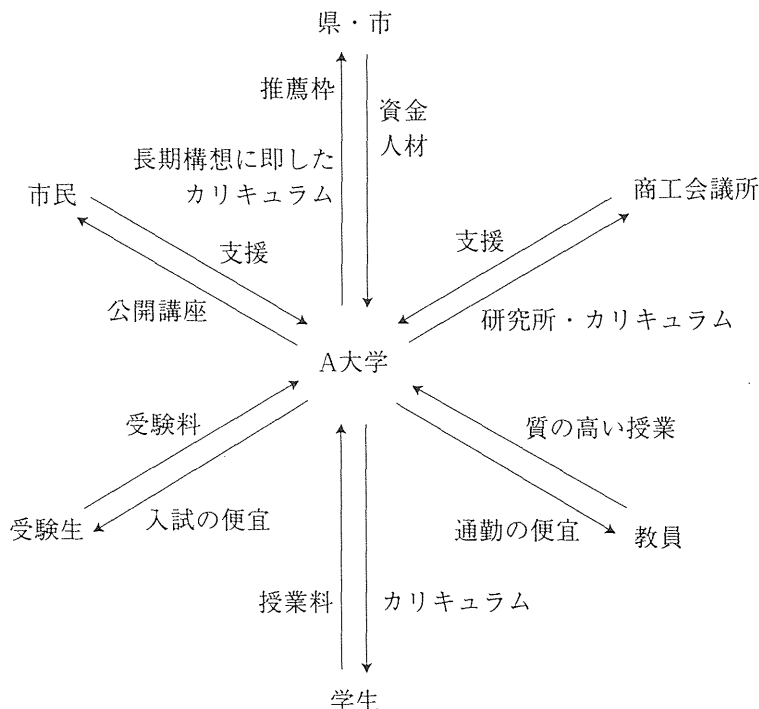 県・市
推薦枠
資金
人材
長期構想に即した
カリキュラム
市民
商工会議所
支援
支援
公開講座
研究所・カリキュラム
A大学
受験料
質の高い授業
受験生
入試の便宜
通勤の便宜
教員
授業料
カリキュラム
学生